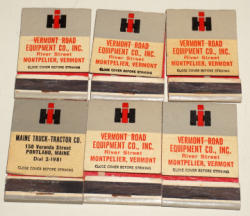 VERMONT ROAD
EQUIPMENT CO., INC.
River Street
MONTPELIER, VERMONT
CLOSE COVER BEFORE STRIKING
VERMONT ROAD
EQUIPMENT CO., INC.
River Street
MONTPELIER, VERMONT
CLOSE COVER BEFORE STRIKING
VERMONT ROAD
EQUIPMENT CO., INC.
River Street
MONTPELIER, VERMONT
CLOSE COVER BEFORE STRIKING
MAINE TRUCK-TRACTOR CO.
150 Veranda Street
PORTLAND, MAINE
Dial 2-1981
CLOSE COVER BEFORE STRIKING
VERMONT ROAD
EQUIPMENT CO., INC.
River Street
MONTPELIER, VERMONT
CLOSE COVER BEFORE STRIKING
VERMONT ROAD
EQUIPMENT CO., INC.
River Street
MONTPELIER, VERMONT
CLOSE COVER BEFORE STRIKING